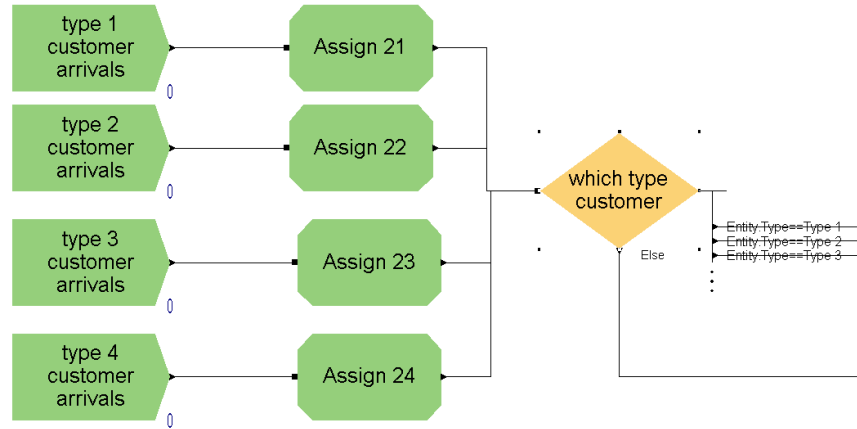 type 1
customer
arrivals
0
Assign 21
type 2
customer
arrivals
0
Assign 22
type 3
customer
arrivals
0
Assign 23
type 4
customer
arrivals
0
Assign 24
which type
customer
Else
Entity.Type==Type 1
Entity.Type==Type 2
Entity.Type==Type 3